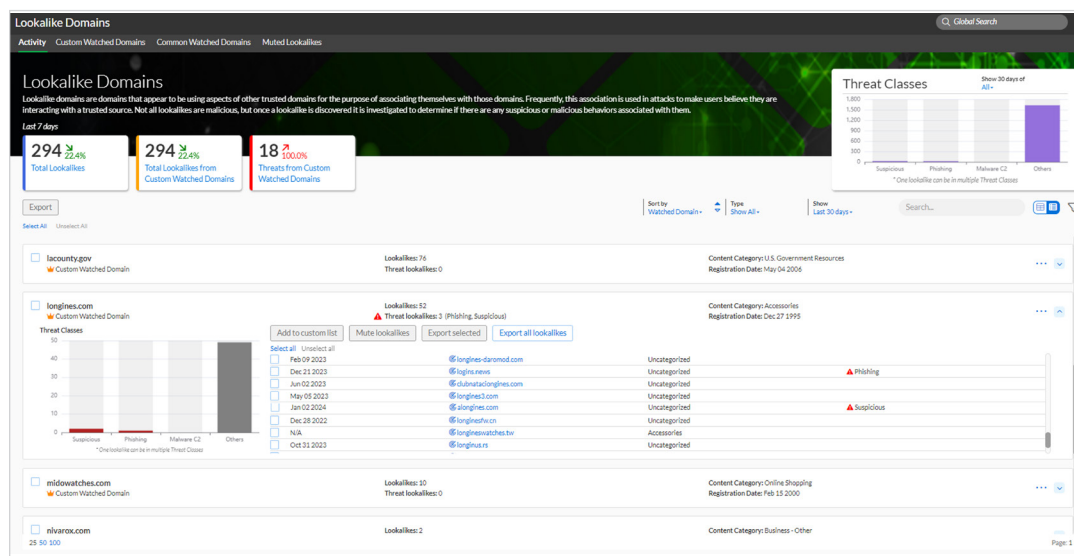 Lookalike Domains
Global Search
Activity Custom Watched Domains Common Watched Domains Muted Lookalikes
Lookalike Domains
Lookalike domains are domains that appear to be using aspects of other trusted domains for the purpose of associating themselves with those domains. Frequently, this association is used in attacks to make users believe they are
interacting with a trusted source. Not all lookalikes are malicious, but once a lookalike is discovered it is investigated to determine if there are any suspicious or malicious behaviors associated with them.
Last 7 days
294 22.4%
Total Lookalikes
294 22.4%
Total Lookalikes from
Custom Watched Domains
18 100.0%
Threats from Custom
Watched Domains
Threat Classes
Show 30 days of
All
1,800
1,500
1,200
900
600
300
0
Suspicious Phishing Malware C2 Others
* One lookalike can be in multiple Threat Classes
Export
Sort by
Watched Domain
Type
Show All
Show
Last 30 days
Search...
Select All Unselect All
lacounty.gov
Custom Watched Domain
Lookalikes: 76
Threat lookalikes: 0
Content Category: U.S. Government Resources
Registration Date: May 04 2006
longines.com
Custom Watched Domain
Lookalikes: 52
Threat lookalikes: 3 (Phishing, Suspicious)
Content Category: Accessories
Registration Date: Dec 27 1995
Threat Classes
50
40
30
20
10
0
Suspicious Phishing Malware C2 Others
* One lookalike can be in multiple Threat Classes
Add to custom list Mute lookalikes Export selected Export all lookalikes
Select all Unselect all
Feb 09 2023 longines-daromod.com Uncategorized
Dec 21 2023 logins.news Uncategorized Phishing
Jun 02 2023 clubnataciongines.com Uncategorized
May 05 2023 longines3.com Uncategorized
Jan 02 2024 alongines.com Uncategorized Suspicious
Dec 28 2022 longinesfw.cn Uncategorized
N/A longineswatches.tw Accessories
Oct 31 2023 longinus.rs Uncategorized
midowatches.com
Custom Watched Domain
Lookalikes: 10
Threat lookalikes: 0
Content Category: Online Shopping
Registration Date: Feb 15 2000
nivarox.com
Lookalikes: 2
Content Category: Business - Other
25 50 100
Page: 1